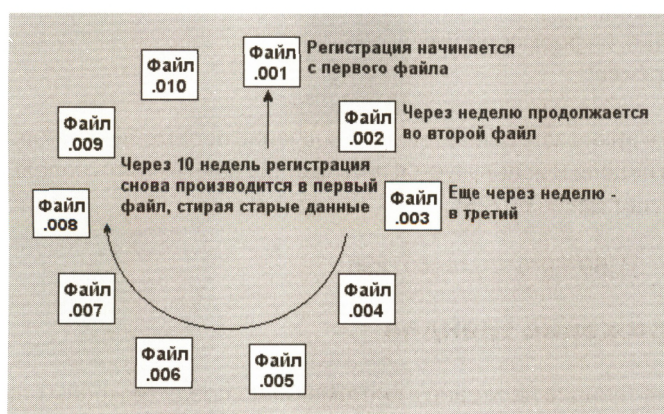 Файл
.001
Регистрация начинается
с первого файла
Файл
.002
Через неделю продолжается
во второй файл
Файл
.003
Еще через неделю -
в третий
Файл
.004
Файл
.005
Файл
.006
Файл
.007
Файл
.008
Файл
.009
Файл
.010
Через 10 недель регистрация
снова производится в первый
файл, стирая старые данные